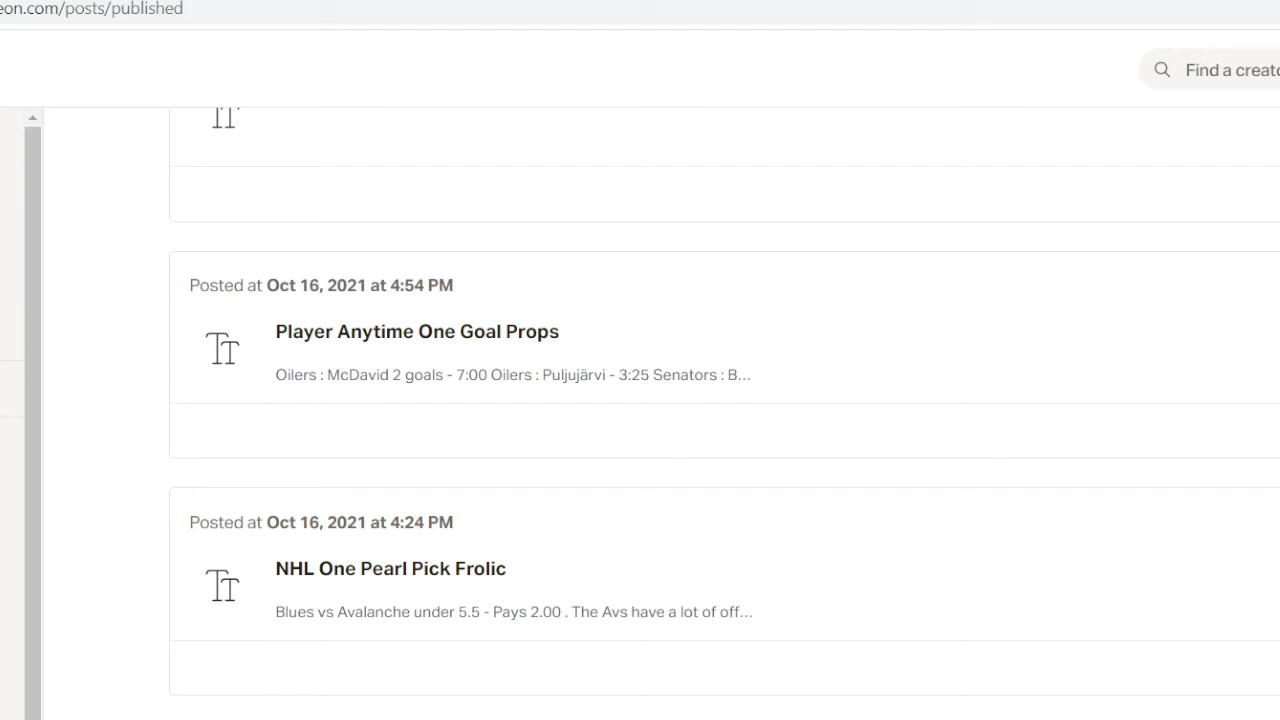 eon.com/posts/published
Find a creato
TT
Posted at Oct 16, 2021 at 4:54 PM
Player Anytime One Goal Props
TT
Oilers : McDavid 2 goals - 7:00 Oilers : Puljujärvi - 3:25 Senators : B...
Posted at Oct 16, 2021 at 4:24 PM
NHL One Pearl Pick Frolic
TT
Blues vs Avalanche under 5.5 - Pays 2.00 . The Avs have a lot of off...